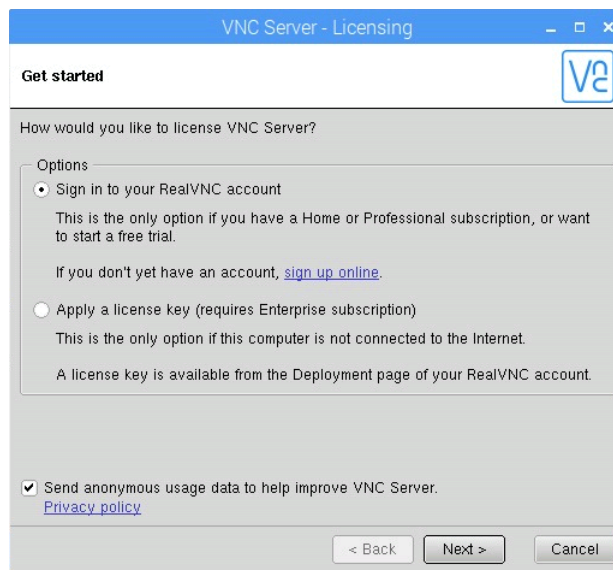 VNC Server - Licensing
Get started
How would you like to license VNC Server?
Options
Sign in to your RealVNC account
This is the only option if you have a Home or Professional subscription, or want
to start a free trial.
If you don't yet have an account, sign up online.
Apply a license key (requires Enterprise subscription)
This is the only option if this computer is not connected to the Internet.
A license key is available from the Deployment page of your RealVNC account.
Send anonymous usage data to help improve VNC Server.
Privacy policy
< Back Next > Cancel